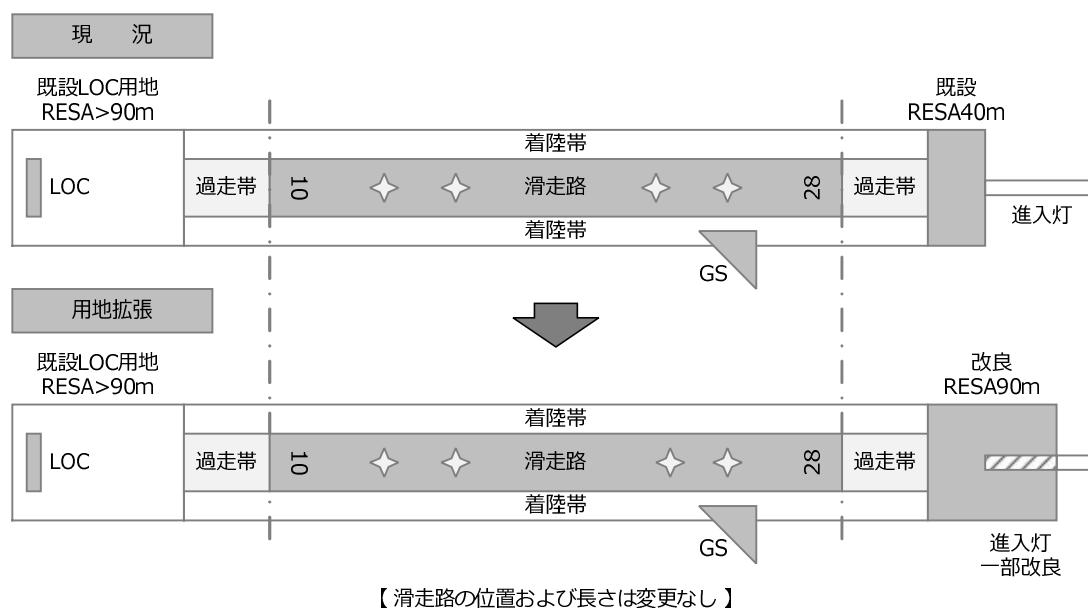 現　　況
既設LOC用地
RESA>90m
既設
RESA40m
着陸帯
LOC
過走帯
10
滑走路
28
過走帯
進入灯
着陸帯
GS
用地拡張
既設LOC用地
RESA>90m
改良
RESA90m
着陸帯
LOC
過走帯
10
滑走路
28
過走帯
着陸帯
GS
進入灯
一部改良
【 滑走路の位置および長さは変更なし 】